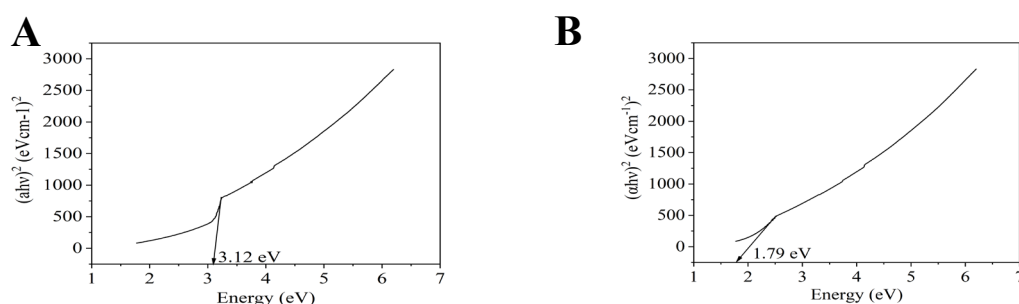 A
3000
2500
2000
1500
1000
500
0
(ahv)² (eVcm-1)²
3.12 eV
1 2 3 4 5 6 7
Energy (eV)
B
3000
2500
2000
1500
1000
500
0
(αhv)² (eVcm⁻¹)²
1.79 eV
1 2 3 4 5 6 7
Energy (eV)